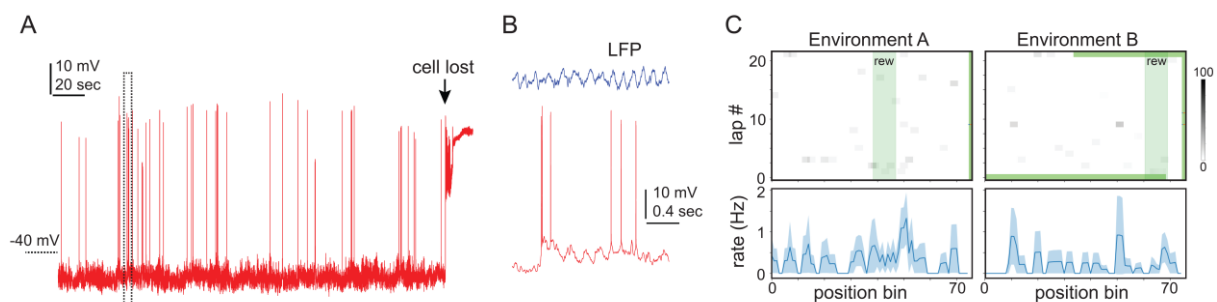 A
10 mV
20 sec
cell lost
-40 mV
B
LFP
10 mV
0.4 sec
C
Environment A
Environment B
rew
rew
20
10
0
lap #
100
0
2
1
0
rate (Hz)
0
70
0
70
position bin
position bin